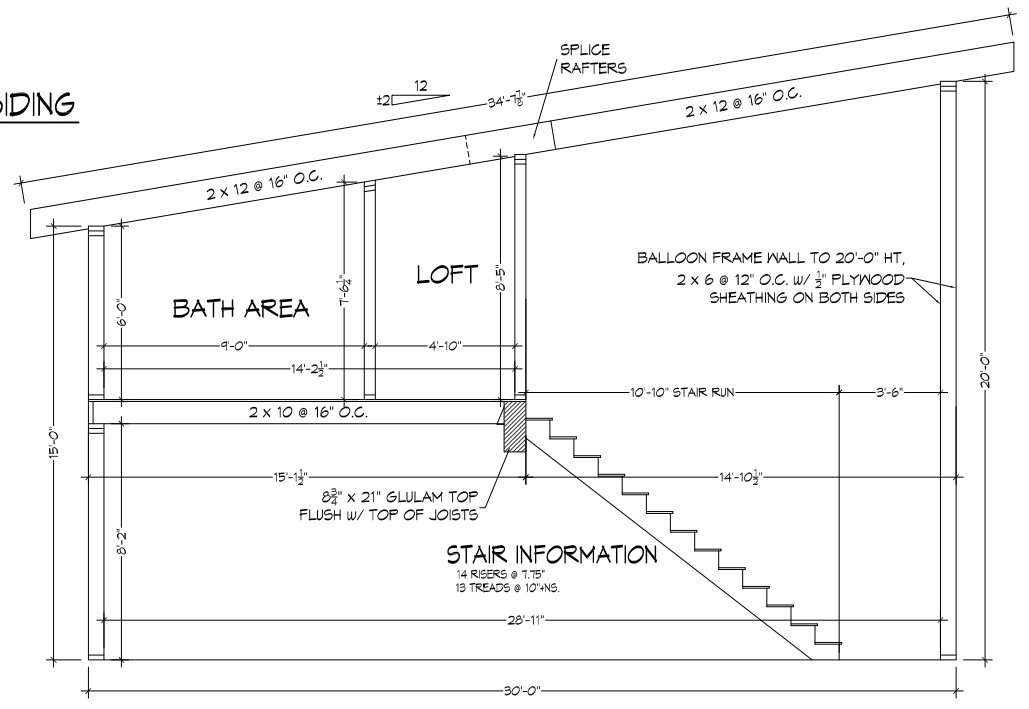 SPLICE
RAFTERS
12
±2
34'-7⅞"
SIDING
2 x 12 @ 16" O.C.
2 x 12 @ 16" O.C.
BALLOON FRAME WALL TO 20'-0" HT,
2 x 6 @ 12" O.C. W/ ½" PLYWOOD
SHEATHING ON BOTH SIDES
LOFT
BATH AREA
6'-0"
7'-6¼"
8'-5"
9'-0"
4'-10"
14'-2½"
20'-0"
10'-10" STAIR RUN
3'-6"
2 x 10 @ 16" O.C.
15'-0"
15'-1½"
14'-10½"
8¾" x 21" GLULAM TOP
FLUSH W/ TOP OF JOISTS
8'-2"
STAIR INFORMATION
14 RISERS @ 7.75"
13 TREADS @ 10"+NS.
28'-11"
30'-0"